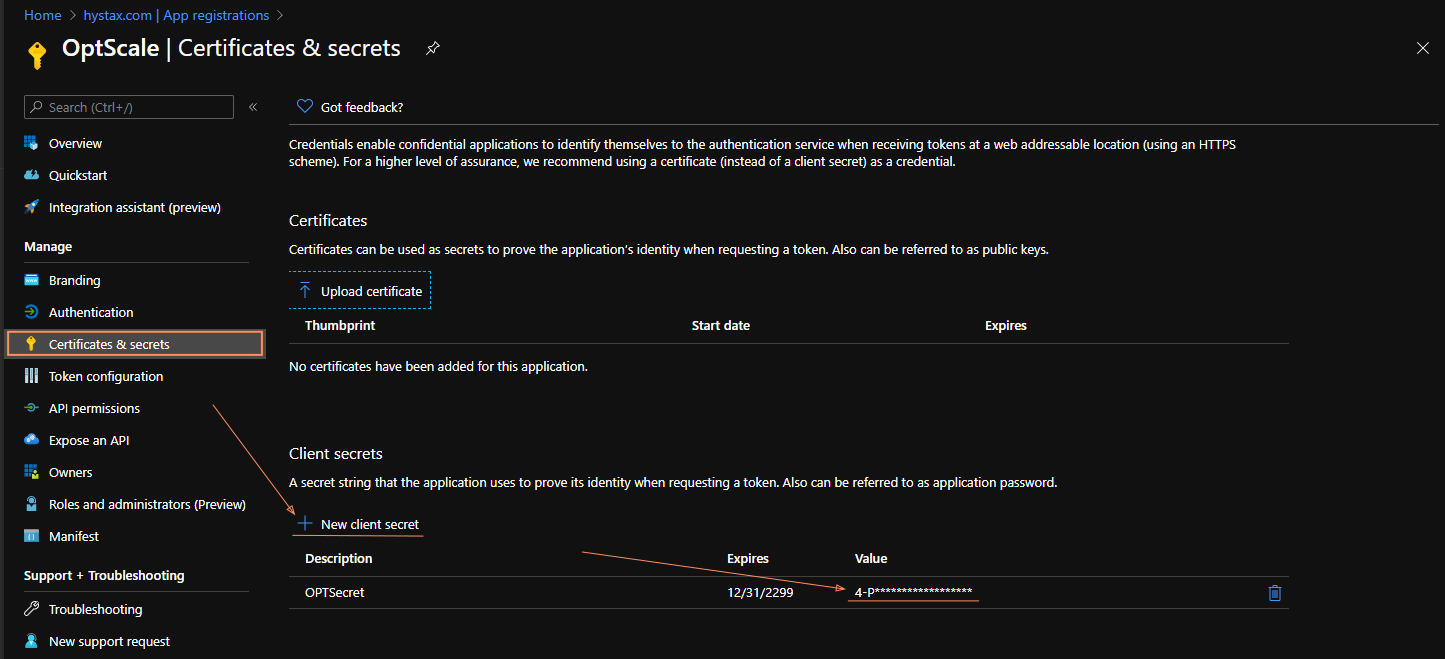 Home > hystax.com | App registrations >
OptScale | Certificates & secrets
Search (Ctrl+/)
«
Overview
Quickstart
Integration assistant (preview)
Manage
Branding
Authentication
Certificates & secrets
Token configuration
API permissions
Expose an API
Owners
Roles and administrators (Preview)
Manifest
Support + Troubleshooting
Troubleshooting
New support request
Got feedback?
Credentials enable confidential applications to identify themselves to the authentication service when receiving tokens at a web addressable location (using an HTTPS
scheme). For a higher level of assurance, we recommend using a certificate (instead of a client secret) as a credential.
Certificates
Certificates can be used as secrets to prove the application's identity when requesting a token. Also can be referred to as public keys.
Upload certificate
Thumbprint Start date Expires
No certificates have been added for this application.
Client secrets
A secret string that the application uses to prove its identity when requesting a token. Also can be referred to as application password.
New client secret
Description Expires Value
OPTSecret 12/31/2299 4-P******************